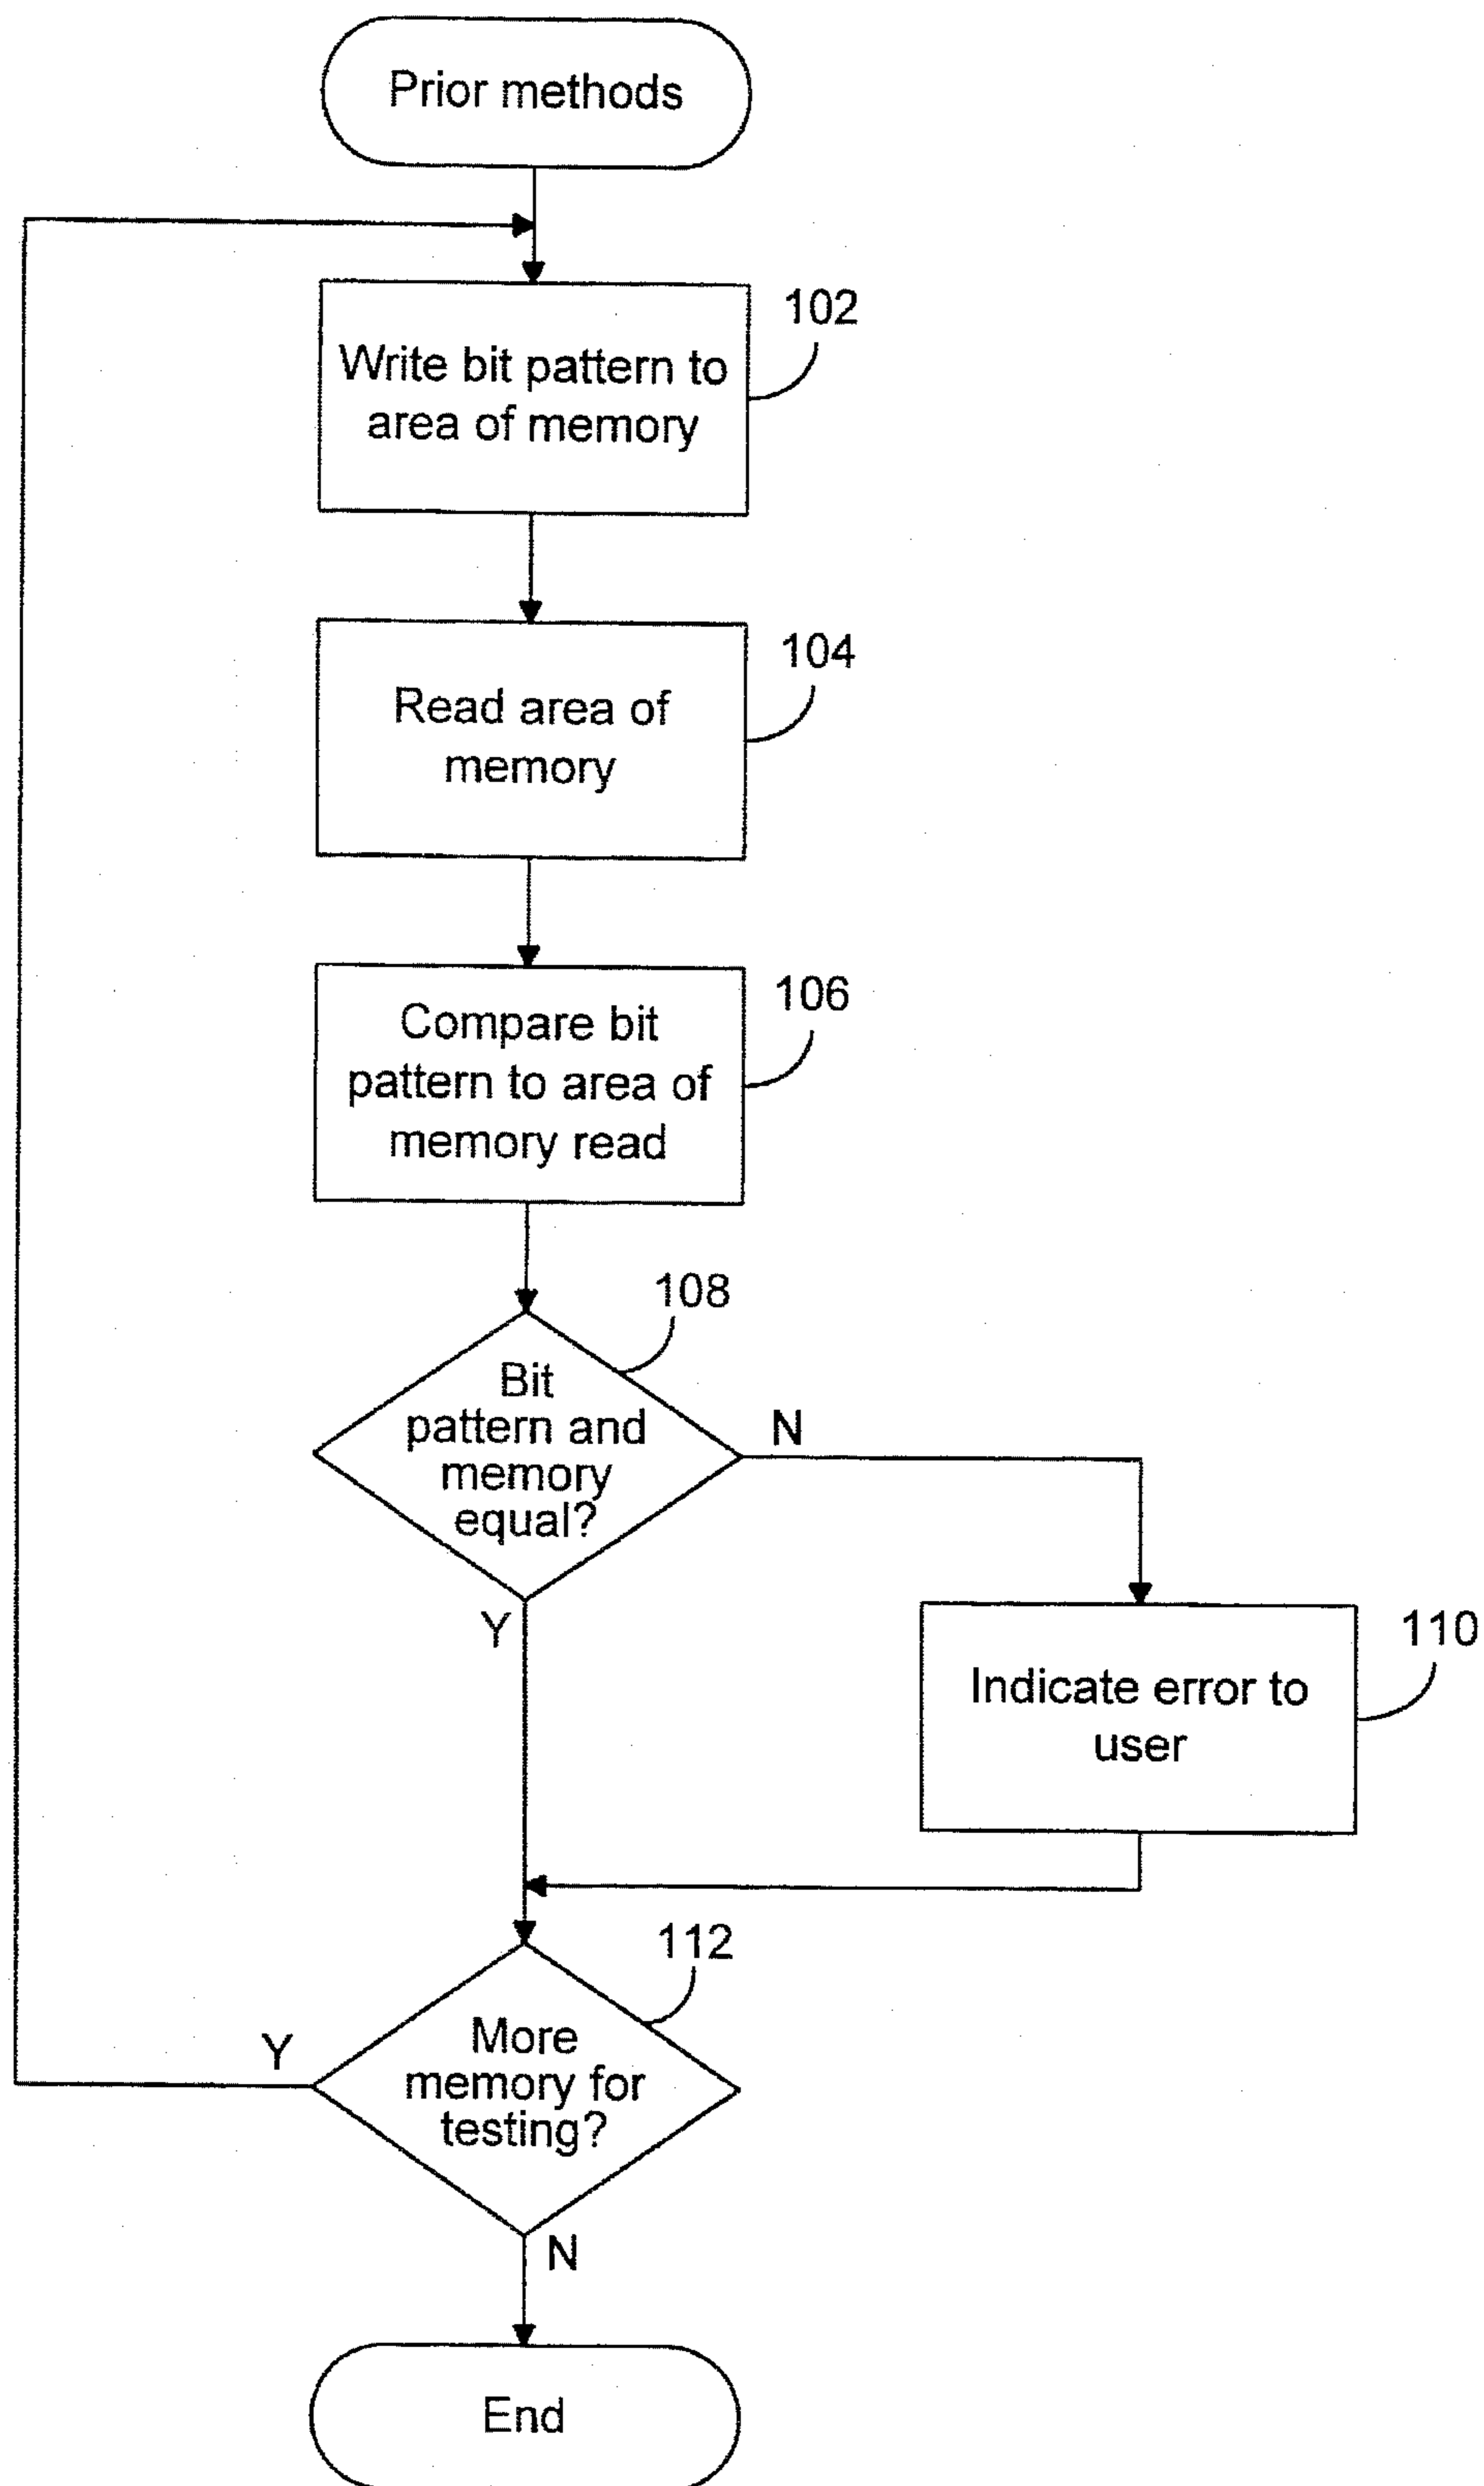 Prior methods
102
Write bit pattern to
area of memory
104
Read area of
memory
106
Compare bit
pattern to area of
memory read
108
Bit
pattern and
memory
equal?
N
Y
110
Indicate error to
user
112
More
memory for
testing?
Y
N
End